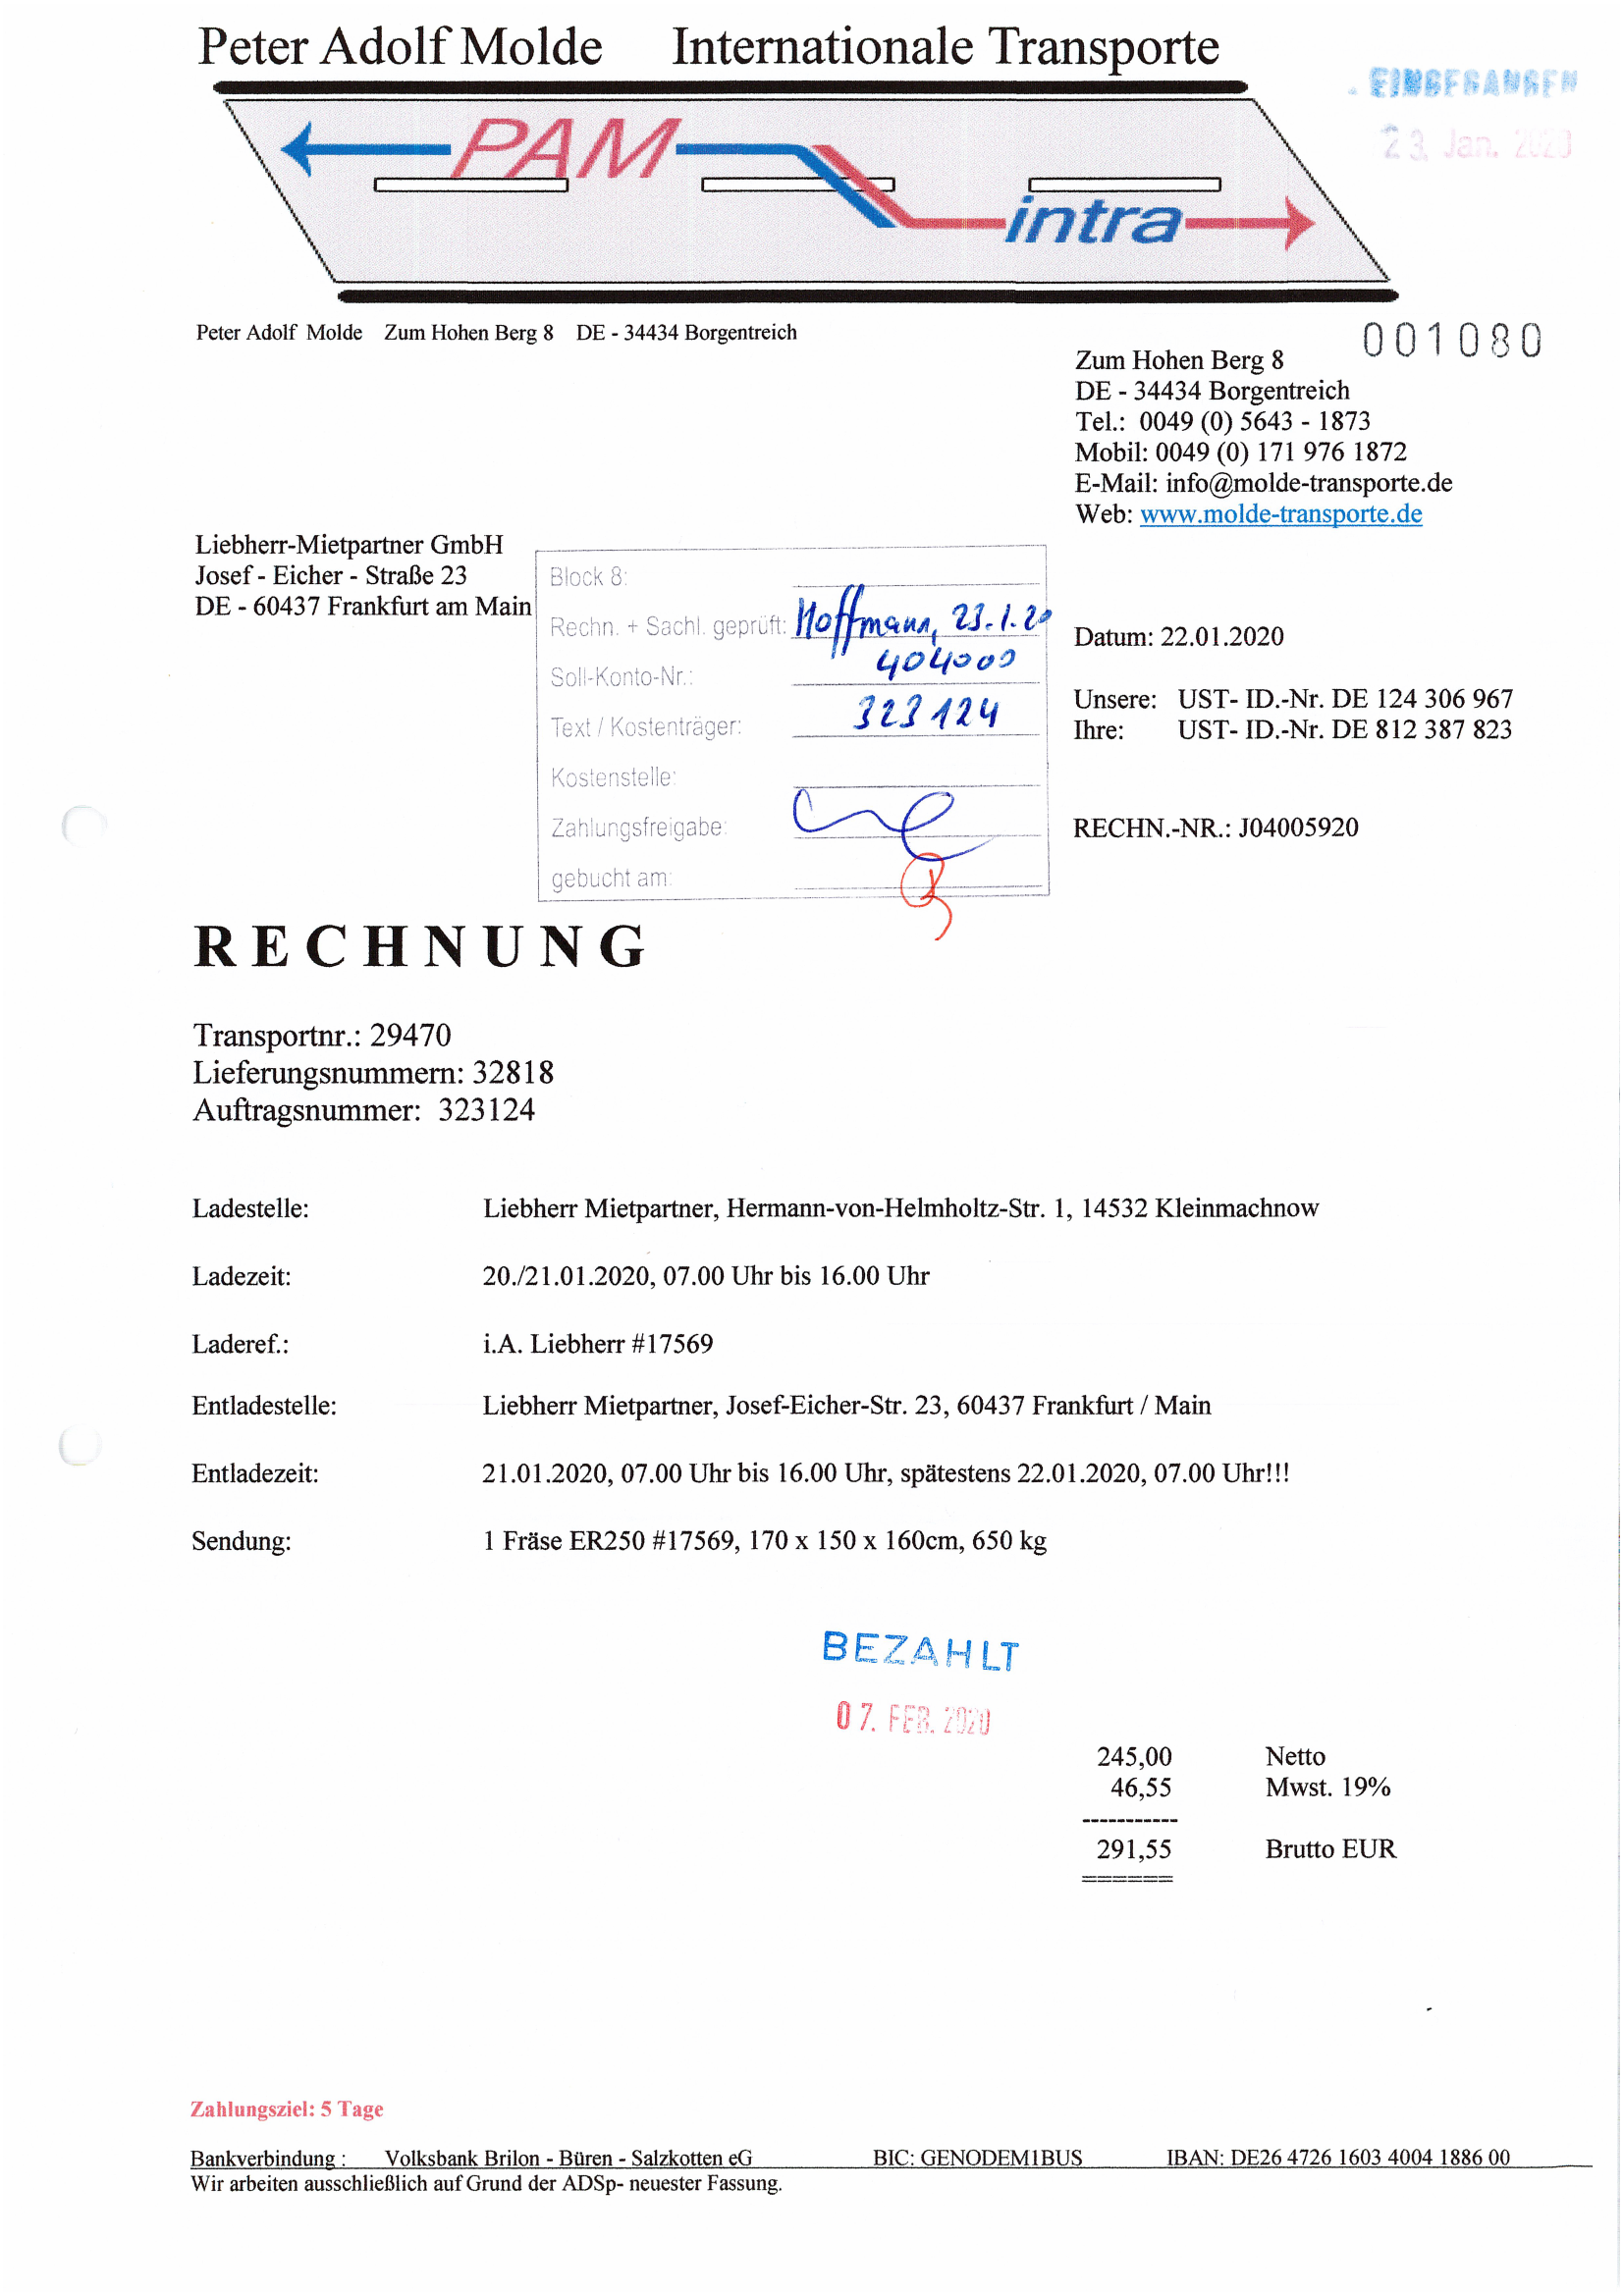 Peter Adolf Molde Internationale Transporte
EINGEGANGEN
23. Jan. 2020
PAM
intra
Peter Adolf Molde Zum Hohen Berg 8 DE - 34434 Borgentreich
001080
Zum Hohen Berg 8
DE - 34434 Borgentreich
Tel.: 0049 (0) 5643 - 1873
Mobil: 0049 (0) 171 976 1872
E-Mail: info@molde-transporte.de
Web: www.molde-transporte.de
Liebherr-Mietpartner GmbH
Josef - Eicher - Straße 23
DE - 60437 Frankfurt am Main
Block 8:
Rechn. + Sachl. geprüft: Hoffmann, 23.1.20
Soll-Konto-Nr.: 404000
Text / Kostenträger: 323124
Kostenstelle:
Zahlungsfreigabe:
gebucht am:
Datum: 22.01.2020
Unsere: UST- ID.-Nr. DE 124 306 967
Ihre: UST- ID.-Nr. DE 812 387 823
RECHN.-NR.: J04005920
RECHNUNG
Transportnr.: 29470
Lieferungsnummern: 32818
Auftragsnummer: 323124
Ladestelle: Liebherr Mietpartner, Hermann-von-Helmholtz-Str. 1, 14532 Kleinmachnow
Ladezeit: 20./21.01.2020, 07.00 Uhr bis 16.00 Uhr
Laderef.: i.A. Liebherr #17569
Entladestelle: Liebherr Mietpartner, Josef-Eicher-Str. 23, 60437 Frankfurt / Main
Entladezeit: 21.01.2020, 07.00 Uhr bis 16.00 Uhr, spätestens 22.01.2020, 07.00 Uhr!!!
Sendung: 1 Fräse ER250 #17569, 170 x 150 x 160cm, 650 kg
BEZAHLT
07. FEB. 2020
245,00 Netto
46,55 Mwst. 19%
-----------
291,55 Brutto EUR
======
Zahlungsziel: 5 Tage
Bankverbindung : Volksbank Brilon - Büren - Salzkotten eG BIC: GENODEM1BUS IBAN: DE26 4726 1603 4004 1886 00
Wir arbeiten ausschließlich auf Grund der ADSp- neuester Fassung.